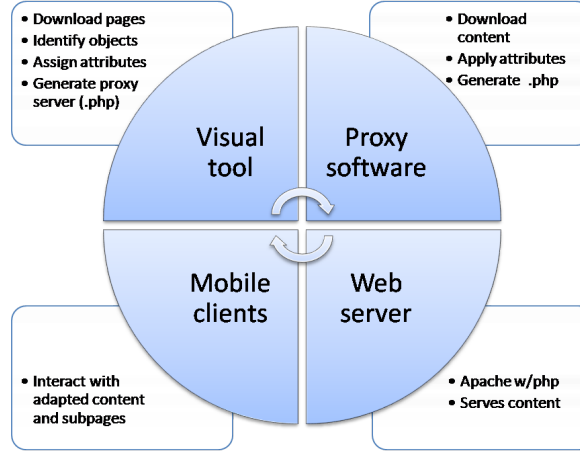 • Download pages
• Identify objects
• Assign attributes
• Generate proxy
server (.php)
• Download
content
• Apply attributes
• Generate .php
Visual
tool
Proxy
software
Mobile
clients
Web
server
• Interact with
adapted content
and subpages
• Apache w/php
• Serves content